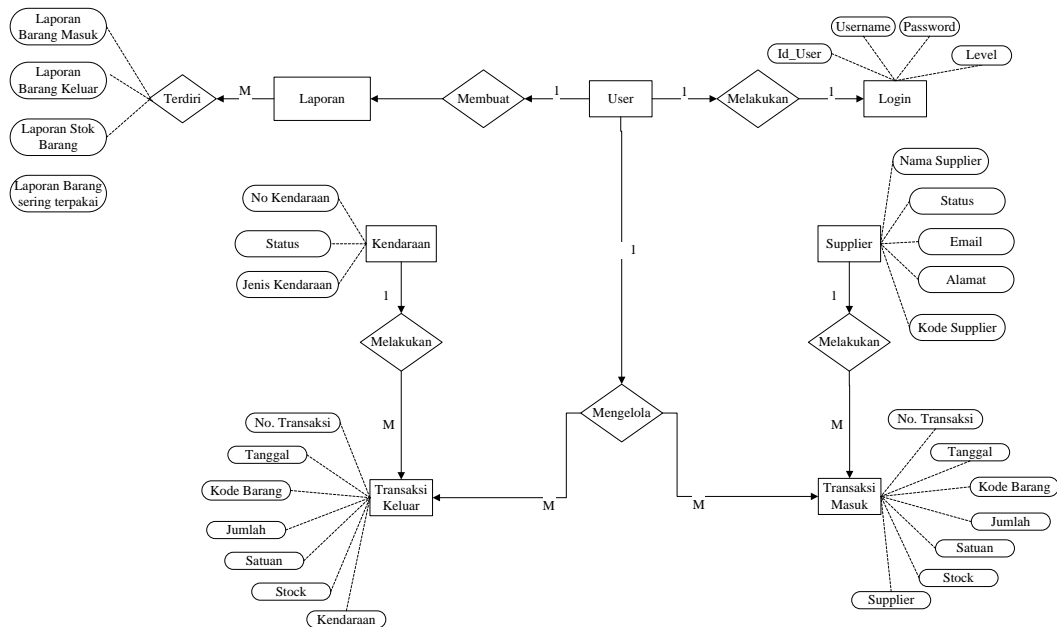 Laporan
Barang Masuk
Laporan
Barang Keluar
Laporan Stok
Barang
Laporan Barang
sering terpakai
Terdiri
M
Laporan
Membuat
1
User
1
Melakukan
1
Login
Id_User
Username
Password
Level
1
No Kendaraan
Status
Jenis Kendaraan
Kendaraan
1
Melakukan
M
Supplier
Nama Supplier
Status
Email
Alamat
Kode Supplier
1
Melakukan
M
Mengelola
M
M
No. Transaksi
Tanggal
Kode Barang
Jumlah
Satuan
Stock
Kendaraan
Transaksi
Keluar
Transaksi
Masuk
No. Transaksi
Tanggal
Kode Barang
Jumlah
Satuan
Stock
Supplier